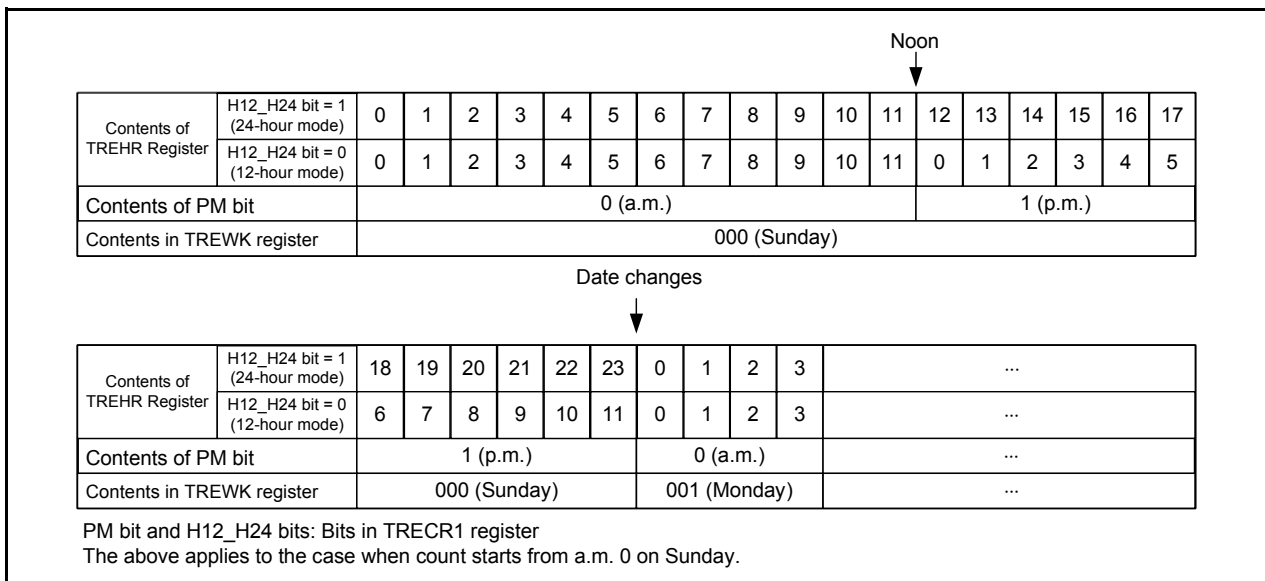 Noon
Contents of TREHR Register
H12_H24 bit = 1 (24-hour mode) 0 1 2 3 4 5 6 7 8 9 10 11 12 13 14 15 16 17
H12_H24 bit = 0 (12-hour mode) 0 1 2 3 4 5 6 7 8 9 10 11 0 1 2 3 4 5
Contents of PM bit 0 (a.m.) 1 (p.m.)
Contents in TREWK register 000 (Sunday)
Date changes
Contents of TREHR Register
H12_H24 bit = 1 (24-hour mode) 18 19 20 21 22 23 0 1 2 3 ...
H12_H24 bit = 0 (12-hour mode) 6 7 8 9 10 11 0 1 2 3 ...
Contents of PM bit 1 (p.m.) 0 (a.m.) ...
Contents in TREWK register 000 (Sunday) 001 (Monday) ...
PM bit and H12_H24 bits: Bits in TRECR1 register
The above applies to the case when count starts from a.m. 0 on Sunday.